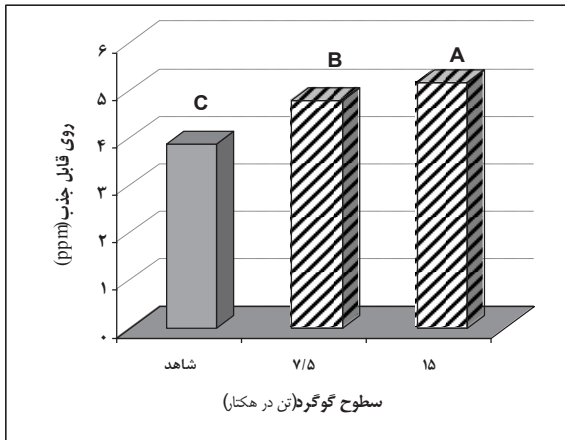 A
B
C
۶
۵
۴
۳
۲
۱
۰
روی قابل جذب(ppm)
شاهد
۷/۵
۱۵
سطوح گوگرد(تن در هکتار)